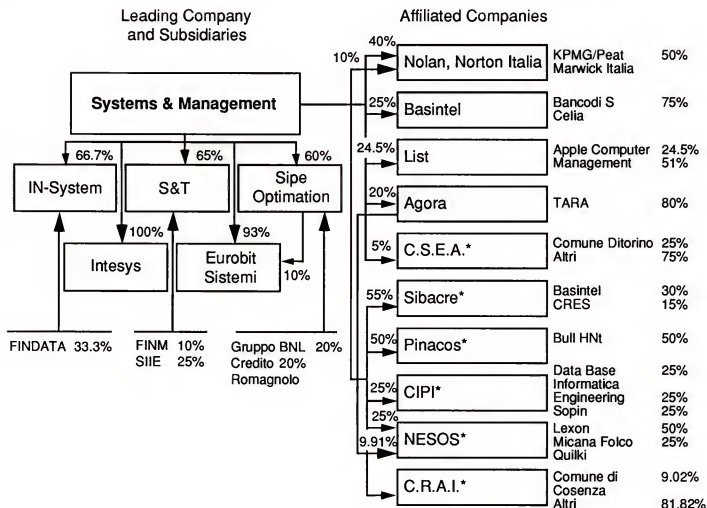 Leading Company
and Subsidiaries
Systems & Management
66.7%
65%
60%
IN-System
S&T
Sipe
Optimation
100%
93%
10%
Intesys
Eurobit
Sistemi
FINDATA 33.3%
FINM 10%
SIIE 25%
Gruppo BNL 20%
Credito 20%
Romagnolo
Affiliated Companies
40%
10%
Nolan, Norton Italia
KPMG/Peat 50%
Marwick Italia
25%
Basintel
Bancodi S 75%
Celia
24.5%
List
Apple Computer 24.5%
Management 51%
20%
Agora
TARA 80%
5%
C.S.E.A.*
Comune Ditorino 25%
Altri 75%
55%
Sibacre*
Basintel 30%
CRES 15%
50%
Pinacos*
Bull HNt 50%
25%
CIPI*
Data Base 25%
Informatica
Engineering 25%
Sopin 25%
25%
9.91%
NESOS*
Lexon 50%
Micana Folco 25%
Quilki
C.R.A.I.*
Comune di 9.02%
Cosenza
Altri 81.82%